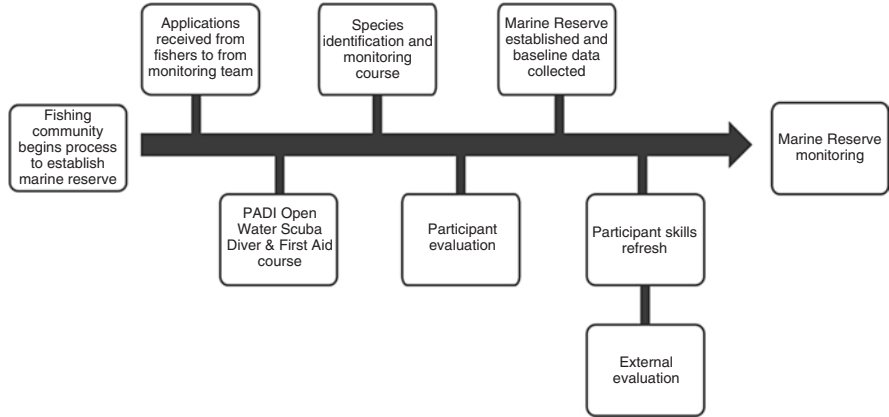 Fishing
community
begins process
to establish
marine reserve
Applications
received from
fishers to from
monitoring team
PADI Open
Water Scuba
Diver & First Aid
course
Species
identification and
monitoring
course
Participant
evaluation
Marine Reserve
established and
baseline data
collected
Participant skills
refresh
External
evaluation
Marine Reserve
monitoring